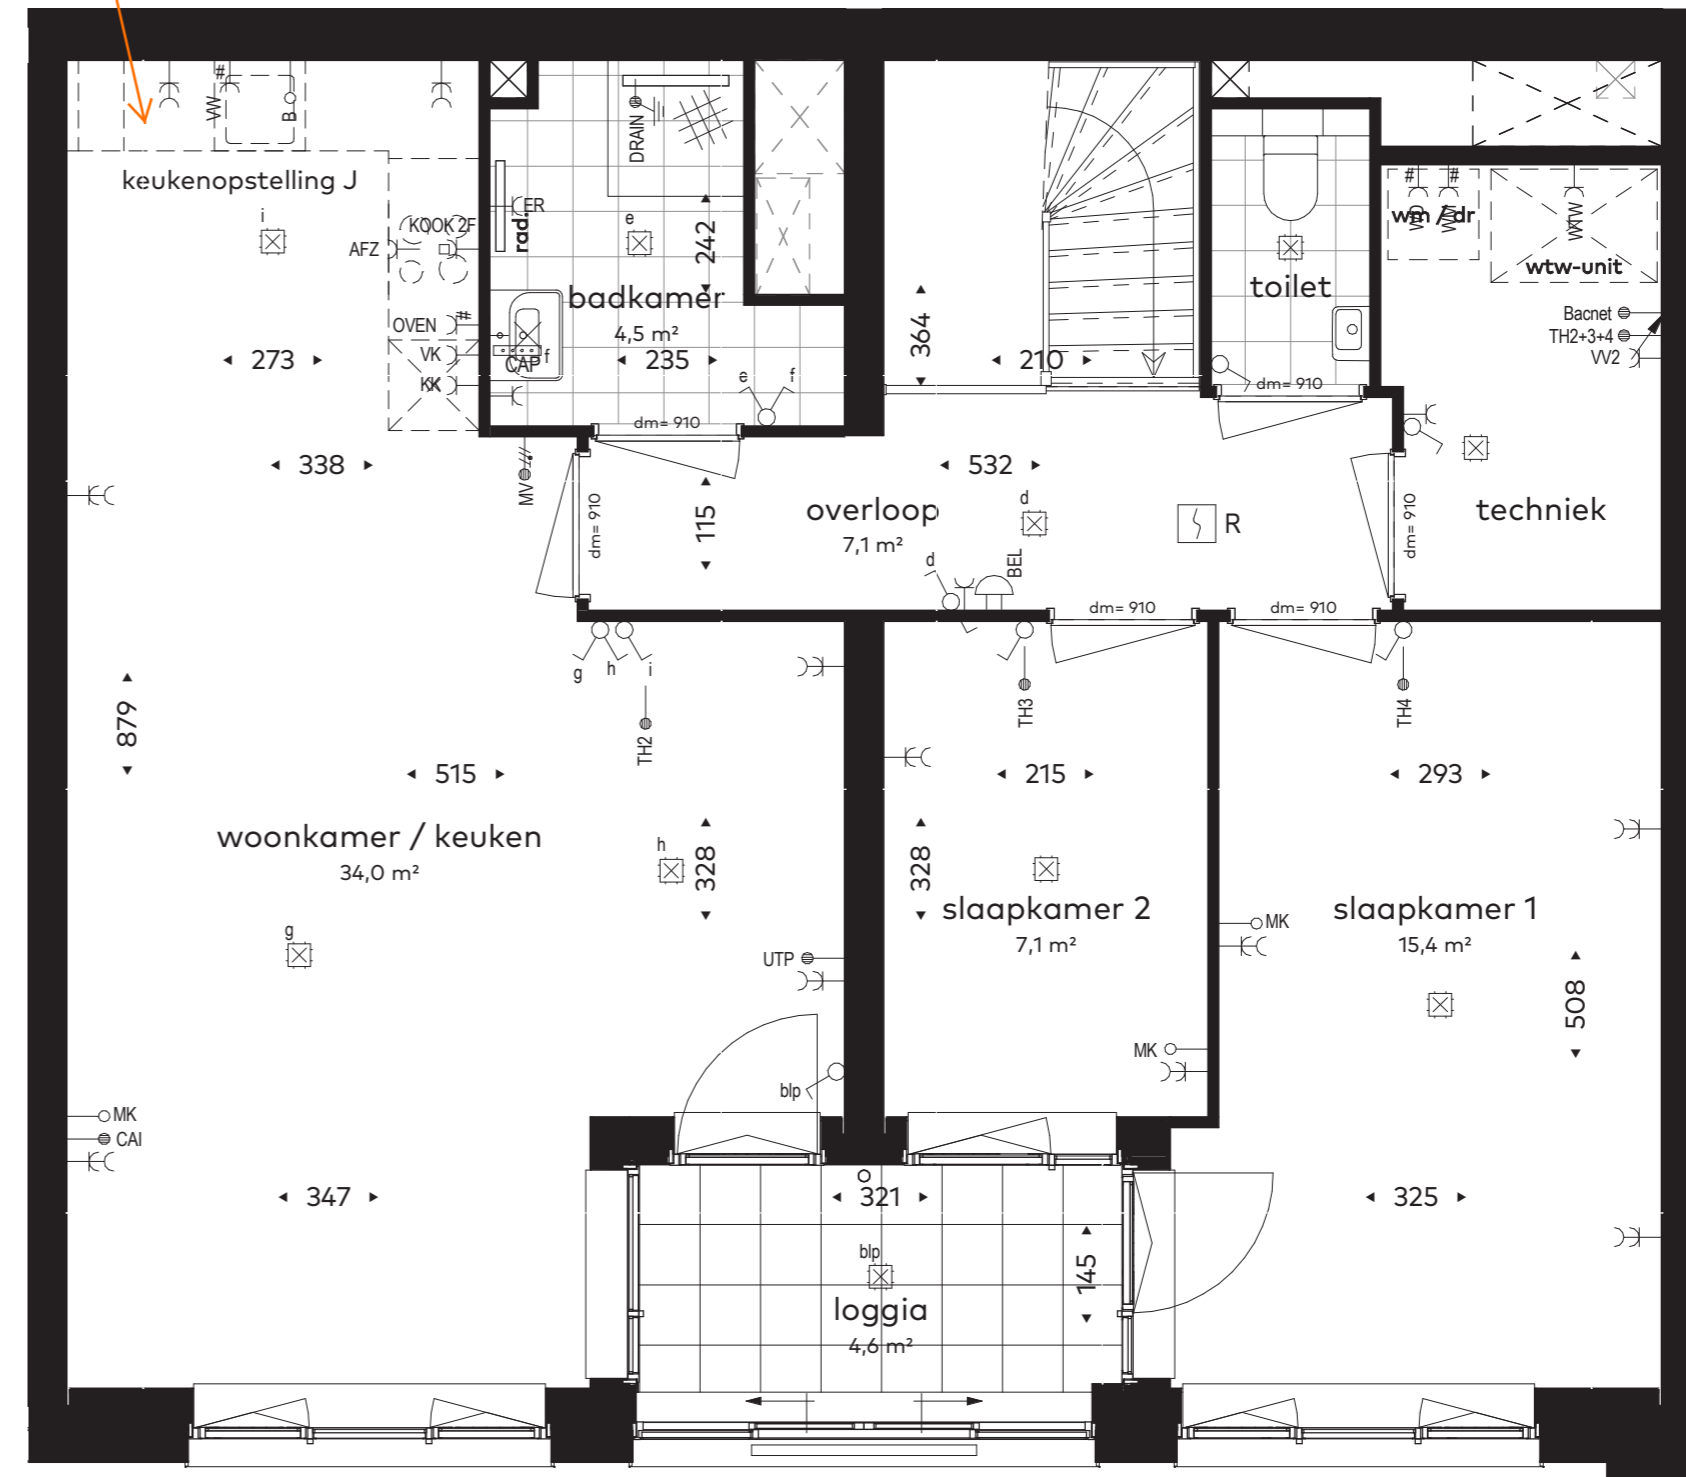 keukenopstelling J
i
#
VW
B
KOOK 2F
AFZ
OVEN
#
VK
KK
273
338
DRAIN
ER
rad.
e
242
badkamer
4,5 m²
CAP
f
235
e
f
dm= 910
MV
dm= 910
115
364
210
toilet
dm= 910
#
#
wm / dr
WTW
wtw-unit
Bacnet
TH2+3+4
VV2
532
overloop
7,1 m²
d
d
BEL
R
dm= 910
techniek
dm= 910
dm= 910
g
h
i
TH2
TH3
TH4
879
515
215
293
woonkamer / keuken
34,0 m²
h
328
328
slaapkamer 2
7,1 m²
slaapkamer 1
15,4 m²
MK
g
UTP
508
MK
blp
MK
CAI
347
321
325
blp
145
loggia
4,6 m²